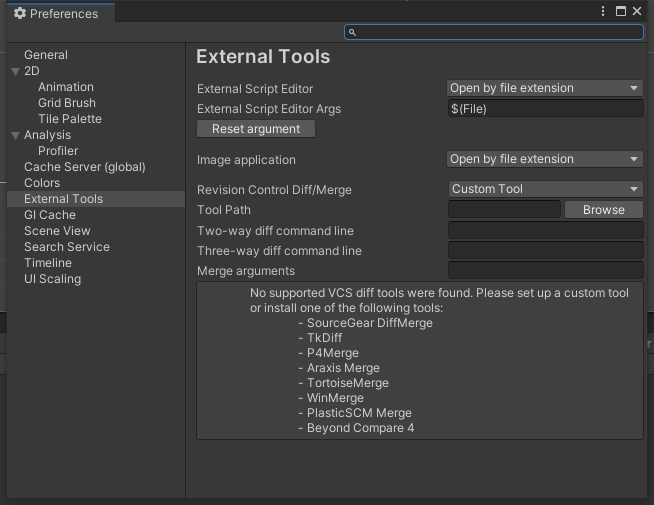 Preferences
External Tools
General
2D
Animation
Grid Brush
Tile Palette
Analysis
Profiler
Cache Server (global)
Colors
External Tools
GI Cache
Scene View
Search Service
Timeline
UI Scaling
External Script Editor
Open by file extension
External Script Editor Args
$(File)
Reset argument
Image application
Open by file extension
Revision Control Diff/Merge
Custom Tool
Tool Path
Browse
Two-way diff command line
Three-way diff command line
Merge arguments
No supported VCS diff tools were found. Please set up a custom tool
or install one of the following tools:
- SourceGear DiffMerge
- TkDiff
- P4Merge
- Araxis Merge
- TortoiseMerge
- WinMerge
- PlasticSCM Merge
- Beyond Compare 4